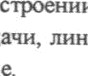 строени
ачи, лин
е.